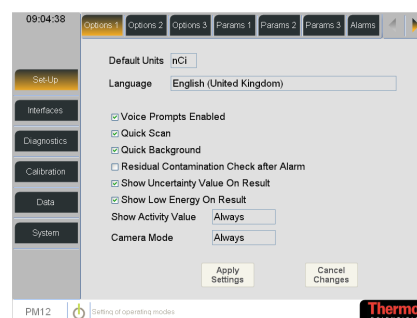 09:04:38
Options 1 Options 2 Options 3 Params 1 Params 2 Params 3 Alarms
Default Units nCi
Set-Up
Language English (United Kingdom)
Interfaces
Voice Prompts Enabled
Quick Scan
Diagnostics
Quick Background
Residual Contamination Check after Alarm
Calibration
Show Uncertainty Value On Result
Show Low Energy On Result
Data
Show Activity Value Always
System
Camera Mode Always
Apply Settings
Cancel Changes
PM12
Setting of operating modes
Thermo